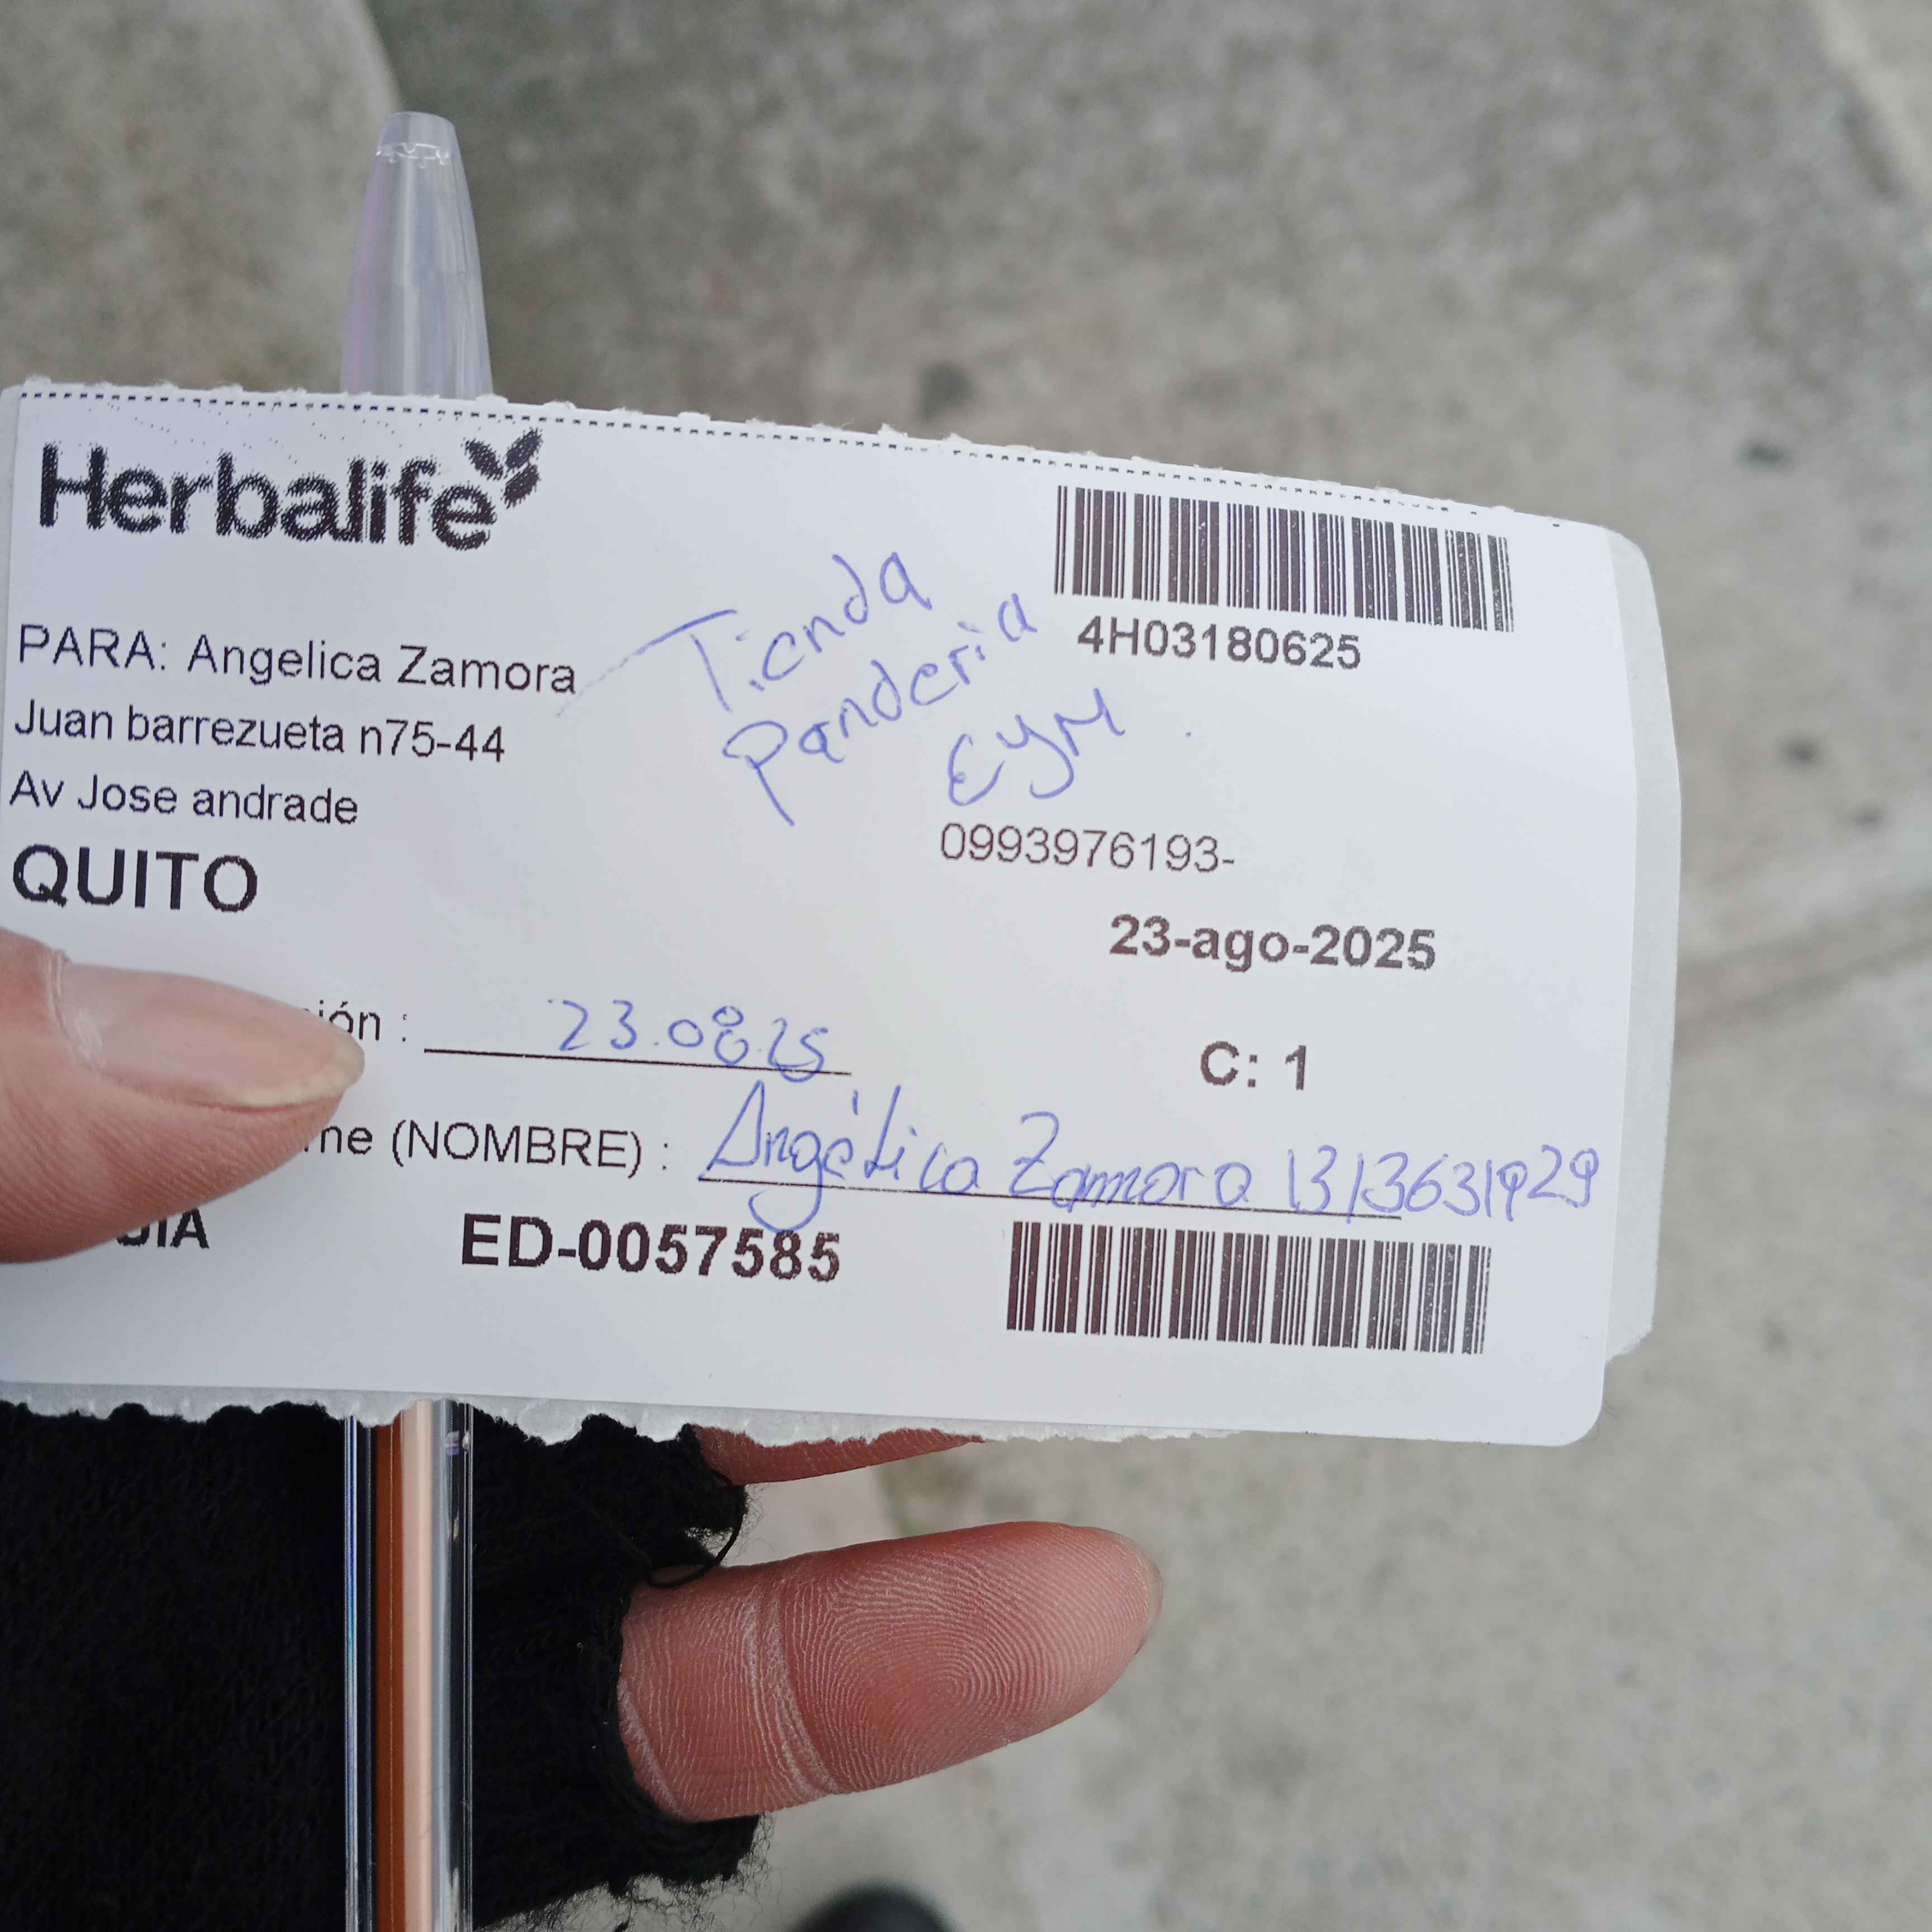 Herbalife
4H03180625
Tienda
Panderia
EYM
PARA: Angelica Zamora
Juan barrezueta n75-44
Av Jose andrade
QUITO
0993976193-
23-ago-2025
ión : 23.08.25
C: 1
me (NOMBRE) : Angélica Zamora 1313631929
ED-0057585